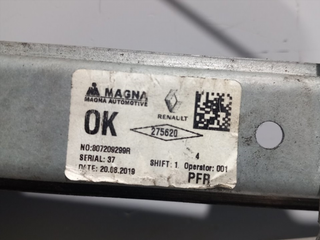 MAGNA
MAGNA AUTOMOTIVE
RENAULT
OK
275620
NO:807209299R
4
SERIAL: 37
SHIFT: 1 Operator: 001
DATE: 20.08.2019
PFR